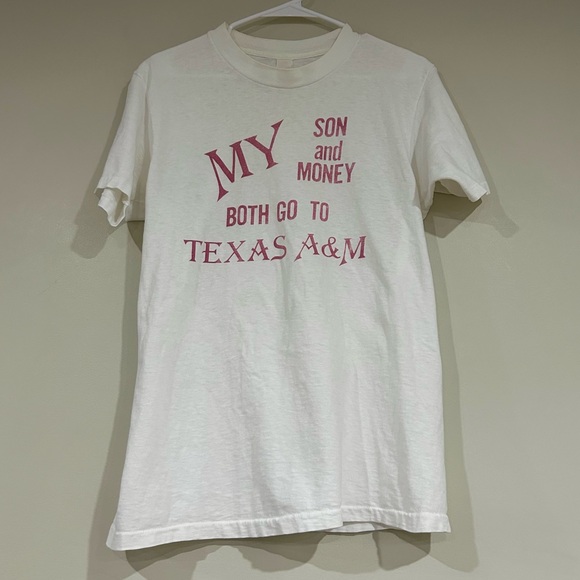 MY SON
and
MONEY
BOTH GO TO
TEXAS A&M